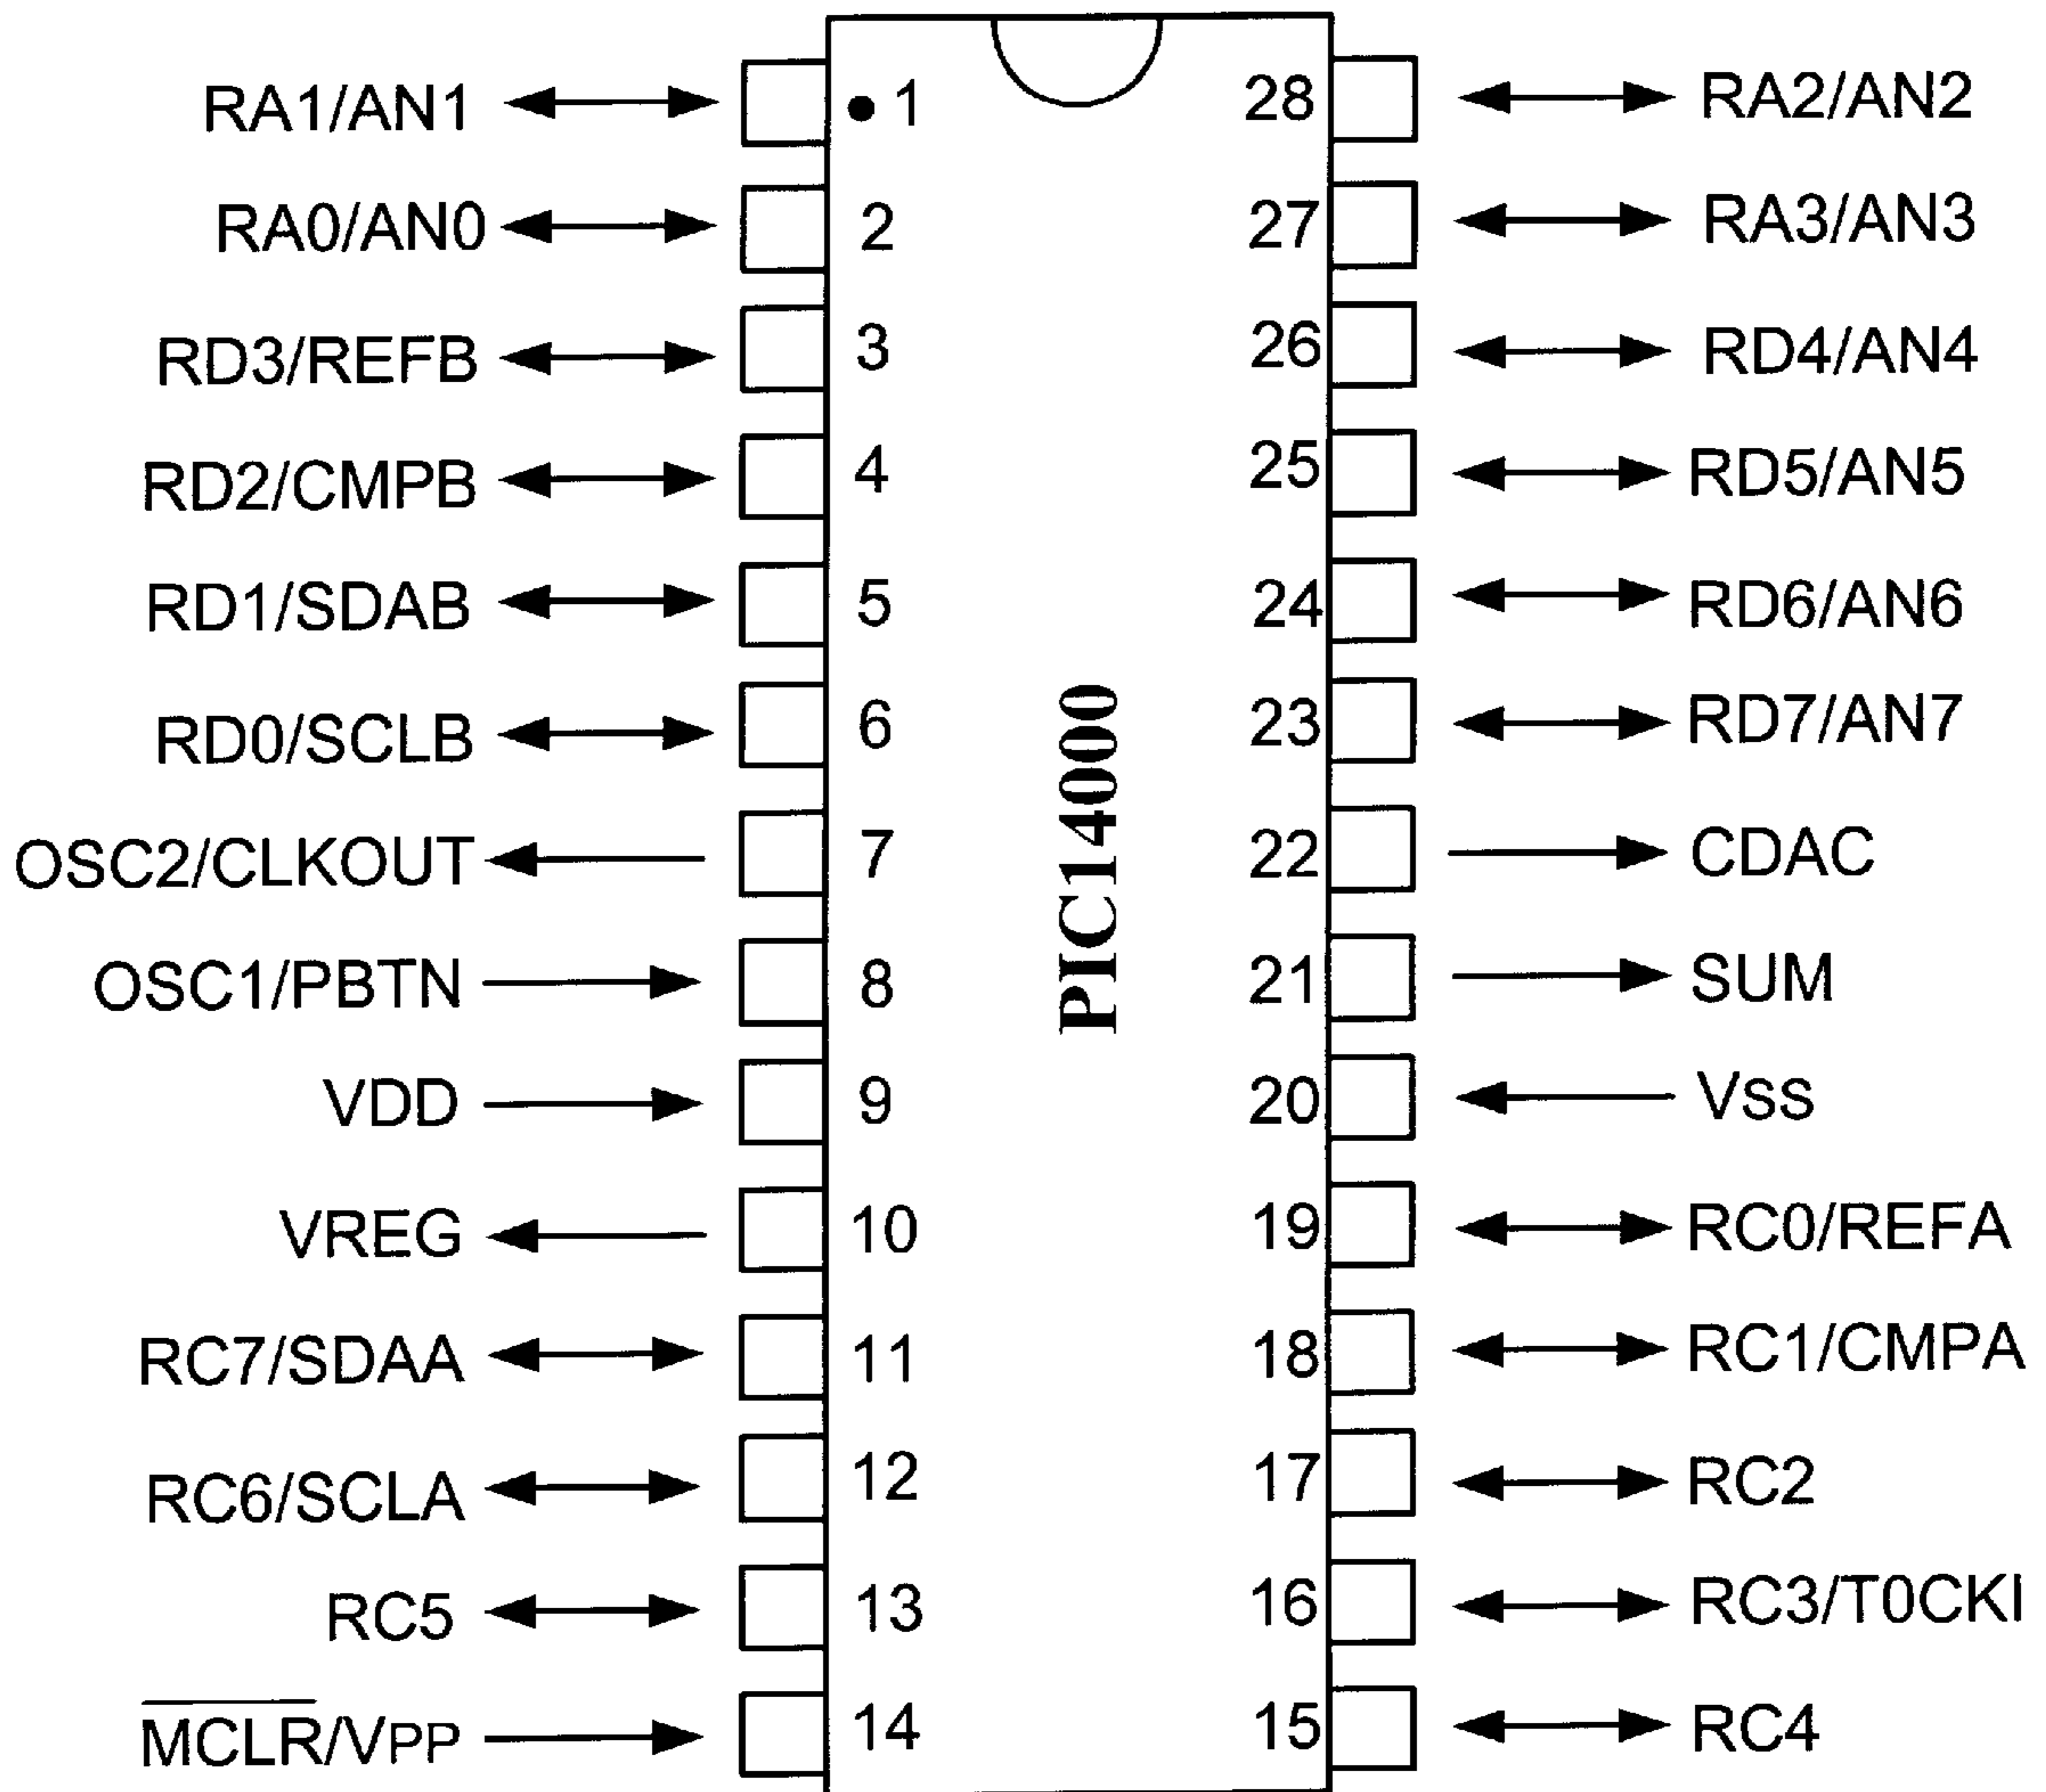 RA1/AN1 1 28 RA2/AN2
RA0/AN0 2 27 RA3/AN3
RD3/REFB 3 26 RD4/AN4
RD2/CMPB 4 25 RD5/AN5
RD1/SDAB 5 24 RD6/AN6
RD0/SCLB 6 23 RD7/AN7
OSC2/CLKOUT 7 22 CDAC
OSC1/PBTN 8 21 SUM
VDD 9 20 VSS
VREG 10 19 RC0/REFA
RC7/SDAA 11 18 RC1/CMPA
RC6/SCLA 12 17 RC2
RC5 13 16 RC3/T0CKI
MCLR/VPP 14 15 RC4
PIC14000